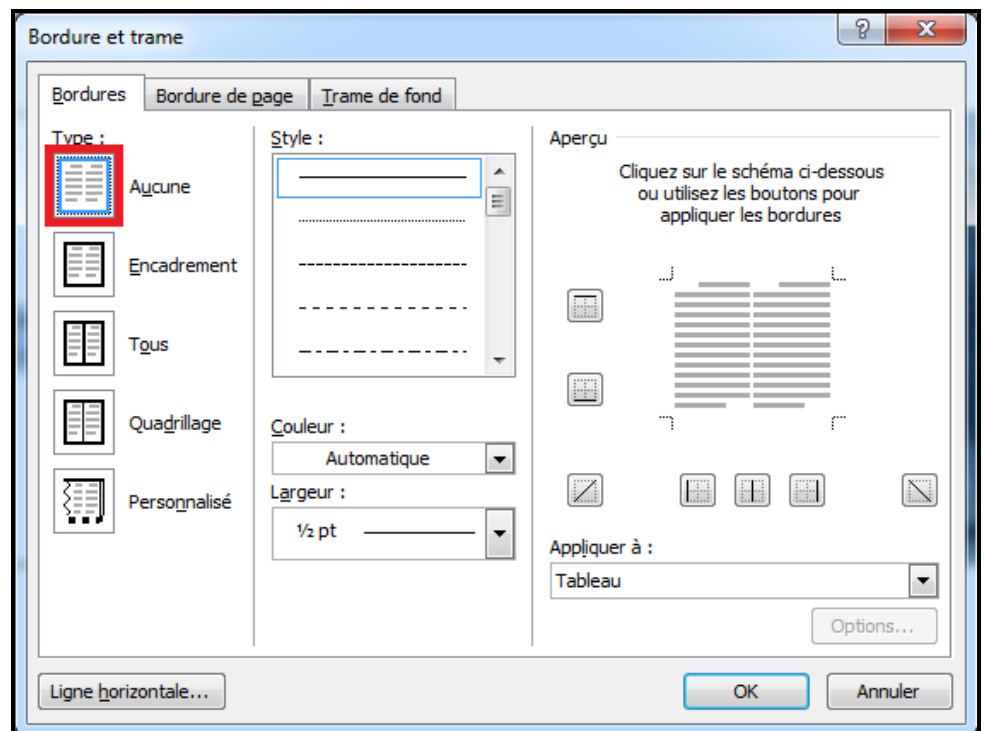 Bordure et trame
Bordures
Bordure de page
Trame de fond
Type :
Aucune
Encadrement
Tous
Quadrillage
Personnalisé
Style :
Couleur :
Automatique
Largeur :
½ pt
Aperçu
Cliquez sur le schéma ci-dessous
ou utilisez les boutons pour
appliquer les bordures
Appliquer à :
Tableau
Options...
Ligne horizontale...
OK
Annuler